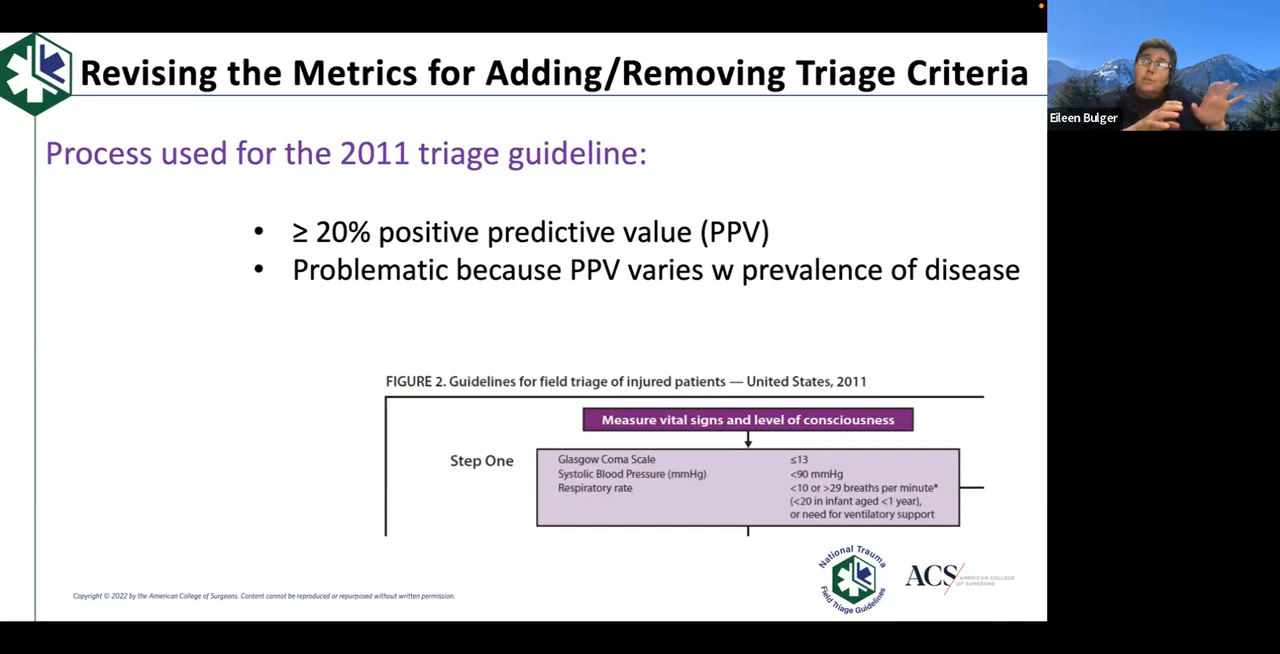 Revising the Metrics for Adding/Removing Triage Criteria
Eileen Bulger
Process used for the 2011 triage guideline:
• ≥ 20% positive predictive value (PPV)
• Problematic because PPV varies w prevalence of disease
FIGURE 2. Guidelines for field triage of injured patients — United States, 2011
Measure vital signs and level of consciousness
Step One
Glasgow Coma Scale ≤13
Systolic Blood Pressure (mmHg) <90 mmHg
Respiratory rate <10 or >29 breaths per minute*
(<20 in infant aged <1 year),
or need for ventilatory support
National Trauma
Field Triage Guidelines
ACS AMERICAN COLLEGE
OF SURGEONS
Copyright © 2022 by the American College of Surgeons. Content cannot be reproduced or repurposed without written permission.